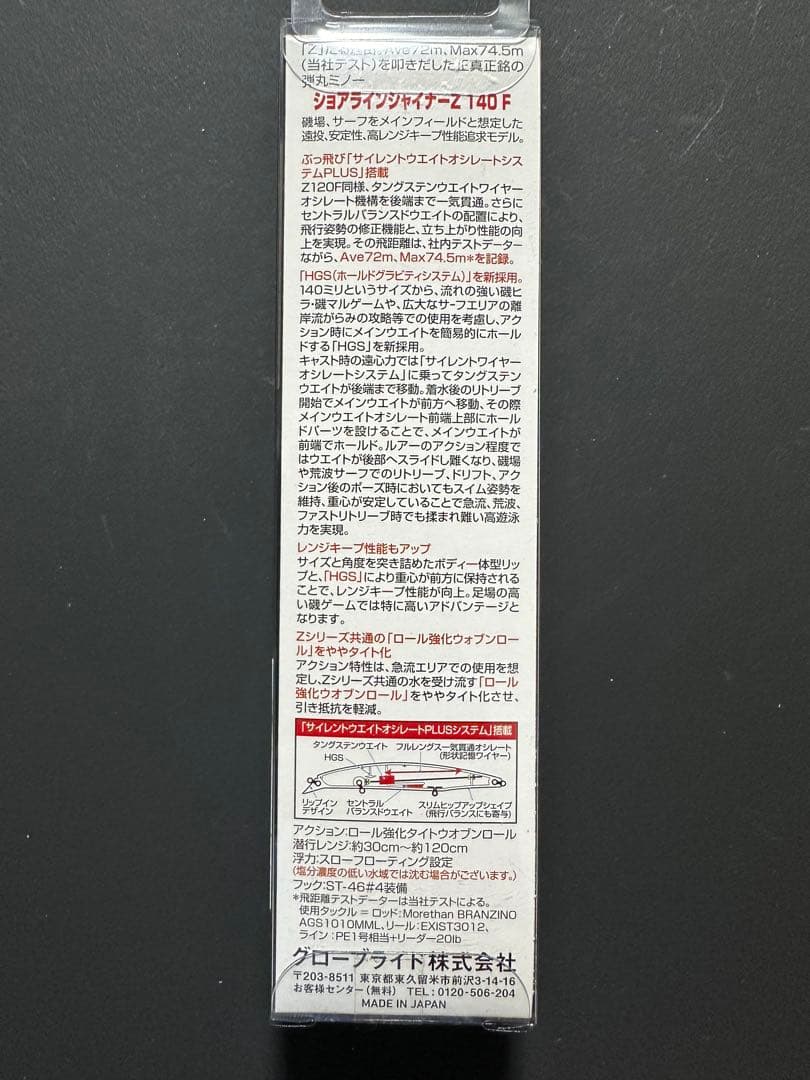 Ave72m、Max74.5m
(当社テスト)を叩きだした正真正銘の
弾丸ミノー
ショアラインシャイナーZ 140 F
磯場、サーフをメインフィールドと想定した
遠投、安定性、高レンジキープ性能追求モデル。
ぶっ飛び「サイレントウエイトオシレートシス
テムPLUS」搭載
Z120F同様、タングステンウエイトワイヤー
オシレート機構を後端まで一気貫通。さらに
セントラルバランスドウエイトの配置により、
飛行姿勢の修正機能と、立ち上がり性能の向
上を実現。その飛距離は、社内テストデーター
ながら、Ave72m、Max74.5m*を記録。
「HGS(ホールドグラビティシステム)」を新採用。
140ミリというサイズから、流れの強い磯ヒ
ラ・磯マルゲームや、広大なサーフエリアの離
岸流がらみの攻略等での使用を考慮し、アク
ション時にメインウエイトを簡易的にホール
ドする「HGS」を新採用。
キャスト時の遠心力では「サイレントワイヤー
オシレートシステム」に乗ってタングステン
ウエイトが後端まで移動。着水後のリトリーブ
開始でメインウエイトが前方へ移動、その際
メインウエイトオシレート前端上部にホール
ドパーツを設けることで、メインウエイトが
前端でホールド。ルアーのアクション程度で
はウエイトが後部へスライドし難くなり、磯場
や荒波サーフでのリトリーブ、ドリフト、アク
ション後のポーズ時においてもスイム姿勢を
維持、重心が安定していることで急流、荒波、
ファストリトリーブ時でも揉まれ難い高遊泳
力を実現。
レンジキープ性能もアップ
サイズと角度を突き詰めたボディ一体型リッ
プと、「HGS」により重心が前方に保持される
ことで、レンジキープ性能が向上。足場の高
い磯ゲームでは特に高いアドバンテージと
なります。
Zシリーズ共通の「ロール強化ウォブンロー
ル」をややタイト化
アクション特性は、急流エリアでの使用を想
定し、Zシリーズ共通の水を受け流す「ロール
強化ウオブンロール」をややタイト化させ、
引き抵抗を軽減。
「サイレントウエイトオシレートPLUSシステム」搭載
タングステンウエイト フルレングス一気貫通オシレート
HGS (形状記憶ワイヤー)
リップイン セントラル スリムヒップアップシェイプ
デザイン バランスドウエイト (飛行バランスにも寄与)
アクション:ロール強化タイトウオブンロール
潜行レンジ:約30cm〜約120cm
浮力:スローフローティング設定
(塩分濃度の低い水域では沈む場合がございます。)
フック:ST-46#4装備
*飛距離テストデーターは当社テストによる。
使用タックル = ロッド:Morethan BRANZINO
AGS1010MML、リール:EXIST3012、
ライン:PE1号相当+リーダー20lb
グローブライド株式会社
〒203-8511 東京都東久留米市前沢3-14-16
お客様センター(無料) TEL:0120-506-204
MADE IN JAPAN